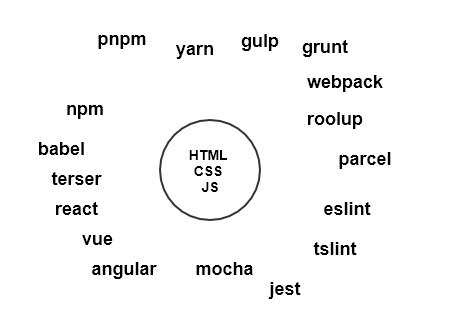 pnpm
yarn
gulp
grunt
webpack
npm
roolup
babel
HTML
CSS
JS
parcel
terser
react
eslint
vue
tslint
angular
mocha
jest